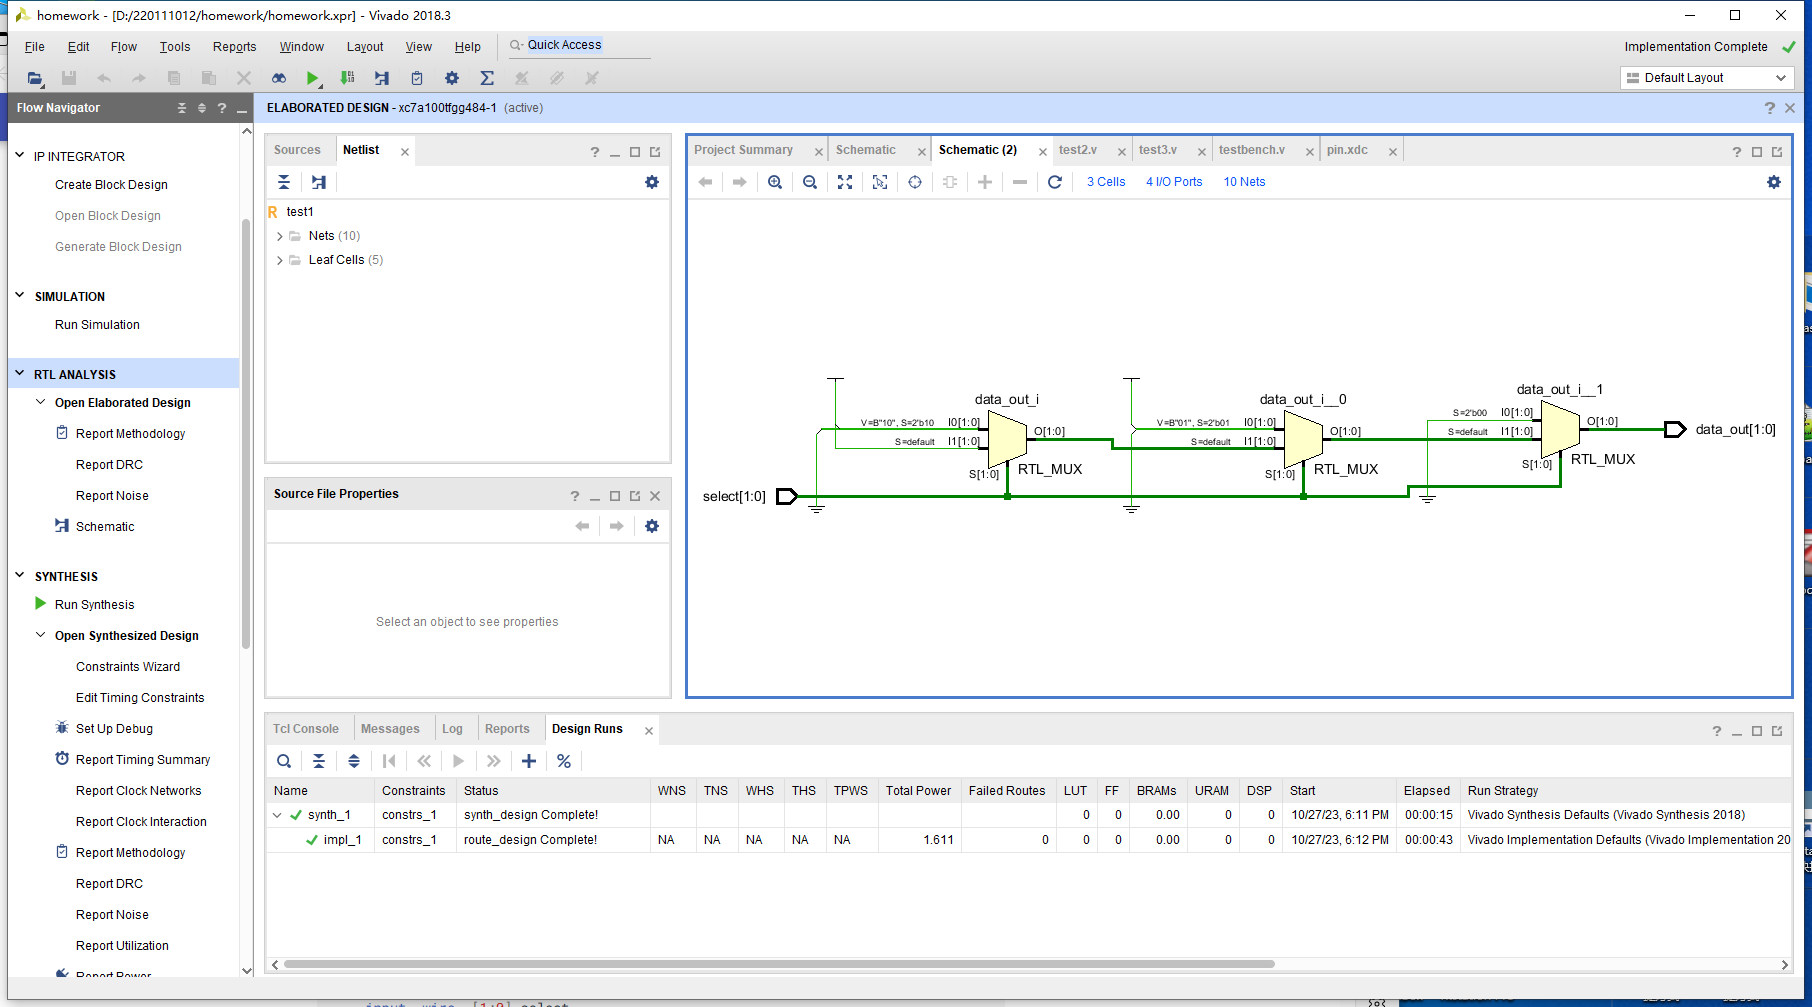 homework - [D:/220111012/homework/homework.xpr] - Vivado 2018.3
File Edit Flow Tools Reports Window Layout View Help Quick Access
Implementation Complete
Default Layout
Flow Navigator
IP INTEGRATOR
Create Block Design
Open Block Design
Generate Block Design
SIMULATION
Run Simulation
RTL ANALYSIS
Open Elaborated Design
Report Methodology
Report DRC
Report Noise
Schematic
SYNTHESIS
Run Synthesis
Open Synthesized Design
Constraints Wizard
Edit Timing Constraints
Set Up Debug
Report Timing Summary
Report Clock Networks
Report Clock Interaction
Report Methodology
Report DRC
Report Noise
Report Utilization
Report Power
ELABORATED DESIGN - xc7a100tfgg484-1 (active)
Sources Netlist
R test1
Nets (10)
Leaf Cells (5)
Source File Properties
Select an object to see properties
Project Summary Schematic Schematic (2) test2.v test3.v testbench.v pin.xdc
3 Cells 4 I/O Ports 10 Nets
data_out_i
V=B"10", S=2'b10 I0[1:0]
S=default I1[1:0]
O[1:0]
S[1:0]
RTL_MUX
data_out_i__0
V=B"01", S=2'b01 I0[1:0]
S=default I1[1:0]
O[1:0]
S[1:0]
RTL_MUX
data_out_i__1
S=2'b00 I0[1:0]
S=default I1[1:0]
O[1:0]
S[1:0]
RTL_MUX
data_out[1:0]
select[1:0]
Tcl Console Messages Log Reports Design Runs
Name Constraints Status WNS TNS WHS THS TPWS Total Power Failed Routes LUT FF BRAMs URAM DSP Start Elapsed Run Strategy
synth_1 constrs_1 synth_design Complete! 0 0 0.00 0 0 10/27/23, 6:11 PM 00:00:15 Vivado Synthesis Defaults (Vivado Synthesis 2018)
impl_1 constrs_1 route_design Complete! NA NA NA NA NA 1.611 0 0 0 0.00 0 0 10/27/23, 6:12 PM 00:00:43 Vivado Implementation Defaults (Vivado Implementation 20